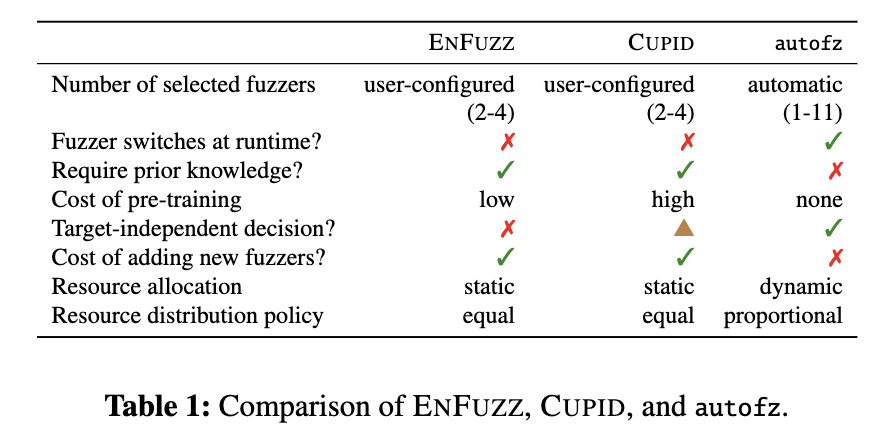 ENFUZZ CUPID autofz
Number of selected fuzzers user-configured user-configured automatic
(2-4) (2-4) (1-11)
Fuzzer switches at runtime? ✗ ✗ ✓
Require prior knowledge? ✓ ✓ ✗
Cost of pre-training low high none
Target-independent decision? ✗ ▲ ✓
Cost of adding new fuzzers? ✓ ✓ ✗
Resource allocation static static dynamic
Resource distribution policy equal equal proportional
Table 1: Comparison of ENFUZZ, CUPID, and autofz.